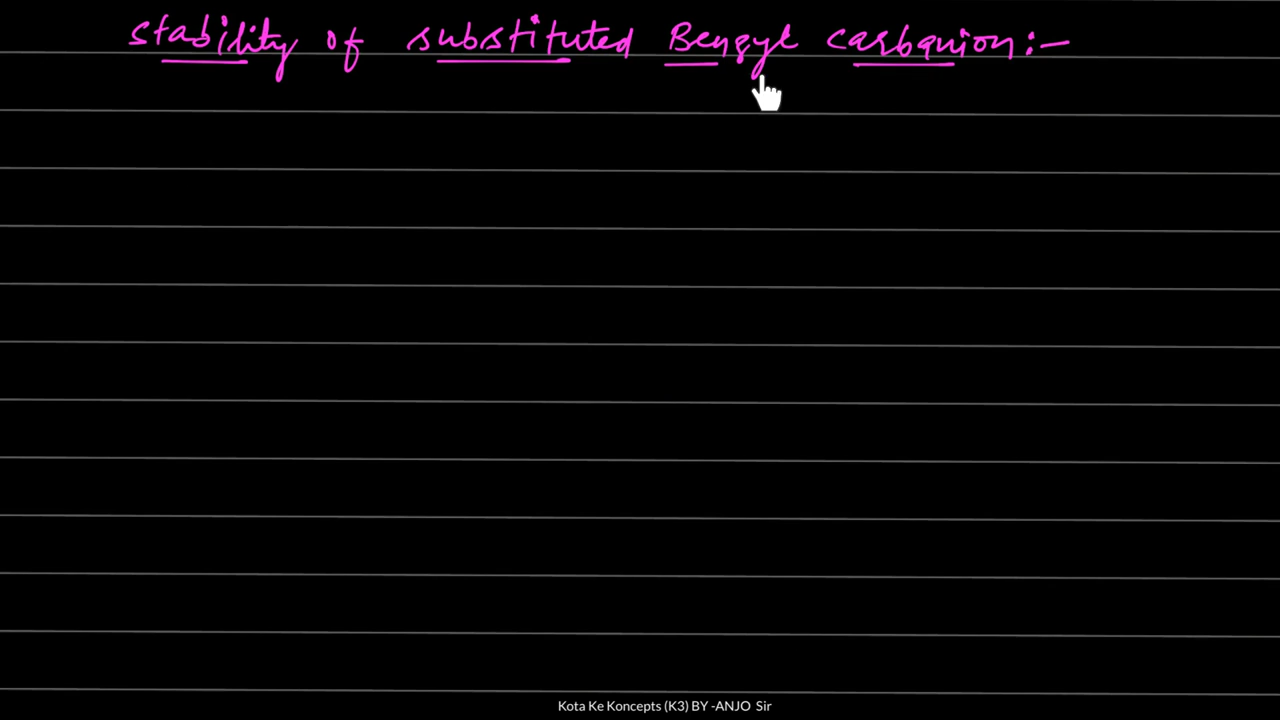 stability of substituted Benzyl carbanion:-
Kota Ke Koncepts (K3) BY -ANJO Sir